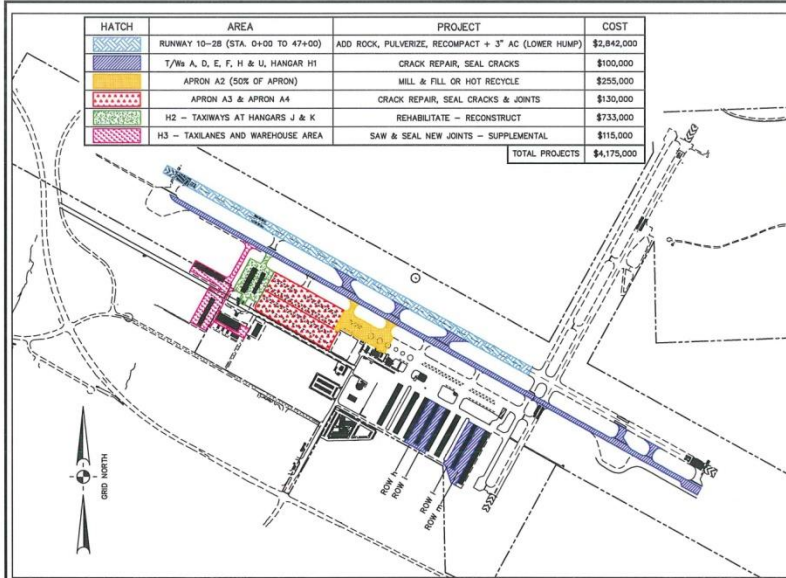 HATCH AREA PROJECT COST
RUNWAY 10-28 (STA. 0+00 TO 47+00) ADD ROCK, PULVERIZE, RECOMPACT + 3" AC (LOWER HUMP) $2,842,000
T/Ws A, D, E, F, H & U, HANGAR H1 CRACK REPAIR, SEAL CRACKS $100,000
APRON A2 (50% OF APRON) MILL & FILL OR HOT RECYCLE $255,000
APRON A3 & APRON A4 CRACK REPAIR, SEAL CRACKS & JOINTS $130,000
H2 - TAXIWAYS AT HANGARS J & K REHABILITATE - RECONSTRUCT $733,000
H3 - TAXILANES AND WAREHOUSE AREA SAW & SEAL NEW JOINTS - SUPPLEMENTAL $115,000
TOTAL PROJECTS $4,175,000
GRID NORTH
ROW h
ROW
ROW
ROW